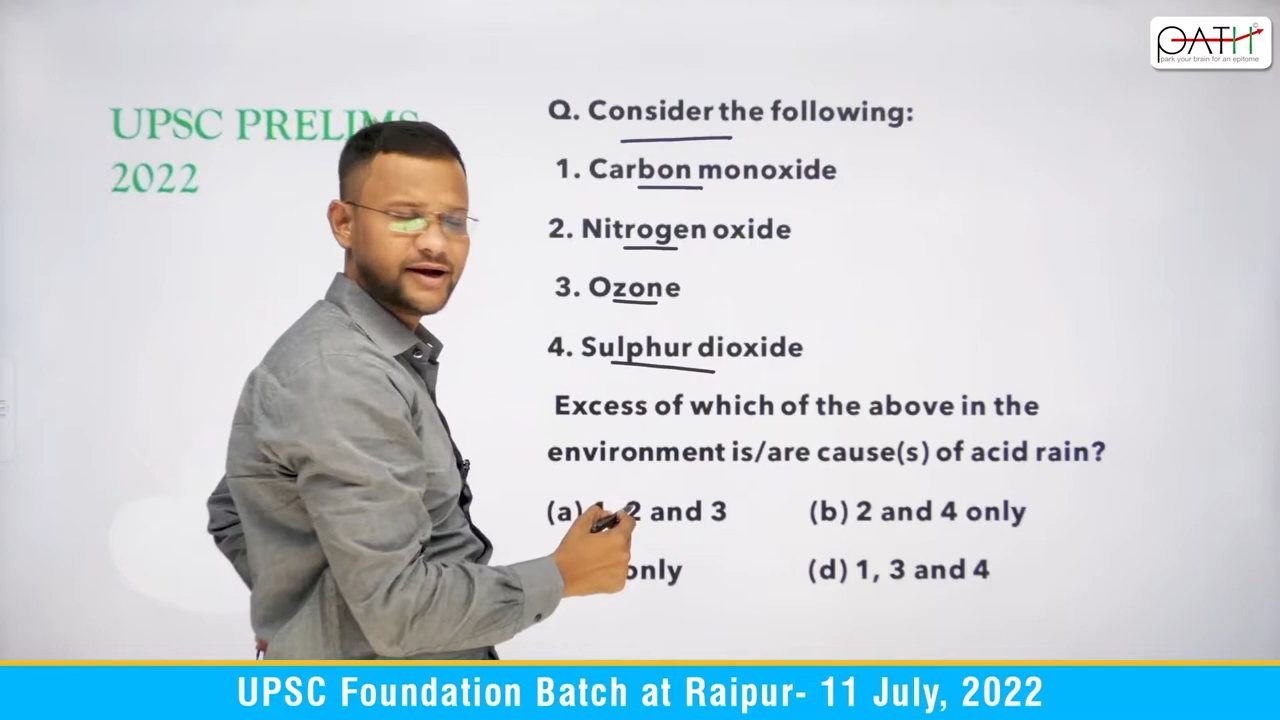 PATH
park your brain for an epitome
UPSC PRELIMS
2022
Q. Consider the following:
1. Carbon monoxide
2. Nitrogen oxide
3. Ozone
4. Sulphur dioxide
Excess of which of the above in the
environment is/are cause(s) of acid rain?
(a) 1, 2 and 3
(b) 2 and 4 only
only
(d) 1, 3 and 4
UPSC Foundation Batch at Raipur- 11 July, 2022